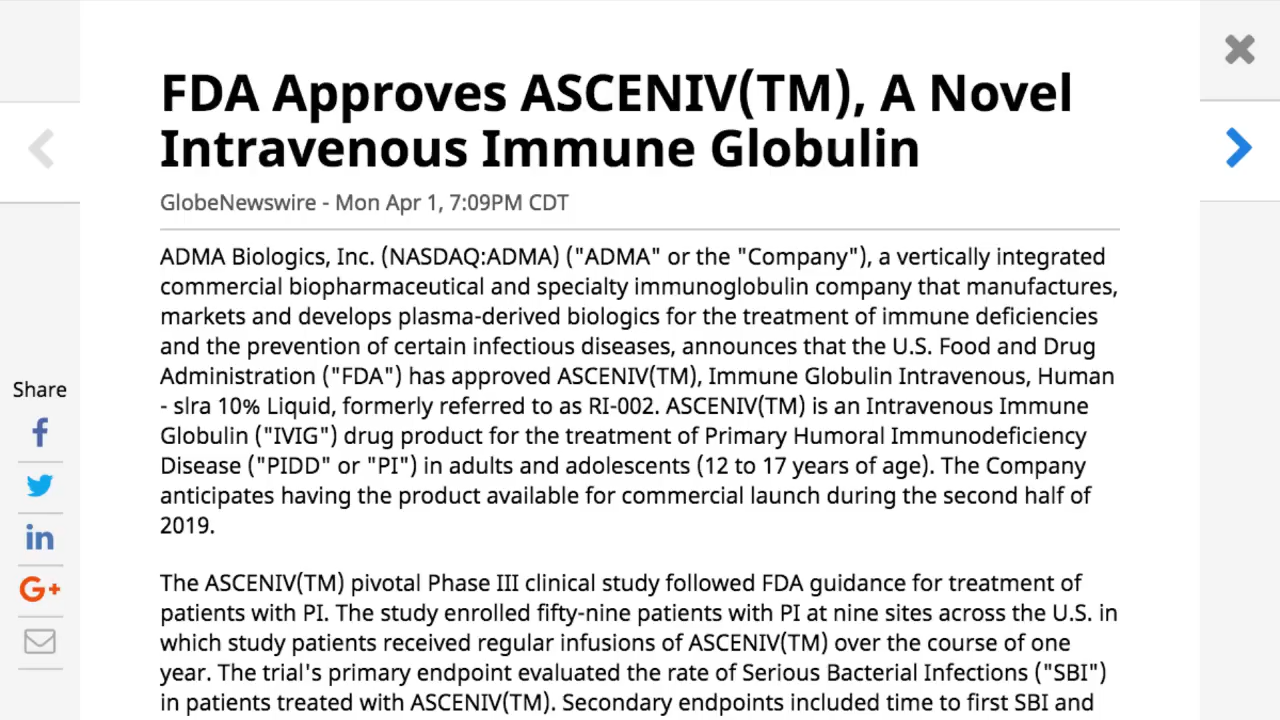 FDA Approves ASCENIV(TM), A Novel
Intravenous Immune Globulin
GlobeNewswire - Mon Apr 1, 7:09PM CDT
ADMA Biologics, Inc. (NASDAQ:ADMA) ("ADMA" or the "Company"), a vertically integrated
commercial biopharmaceutical and specialty immunoglobulin company that manufactures,
markets and develops plasma-derived biologics for the treatment of immune deficiencies
and the prevention of certain infectious diseases, announces that the U.S. Food and Drug
Administration ("FDA") has approved ASCENIV(TM), Immune Globulin Intravenous, Human
- slra 10% Liquid, formerly referred to as RI-002. ASCENIV(TM) is an Intravenous Immune
Globulin ("IVIG") drug product for the treatment of Primary Humoral Immunodeficiency
Disease ("PIDD" or "PI") in adults and adolescents (12 to 17 years of age). The Company
anticipates having the product available for commercial launch during the second half of
2019.
The ASCENIV(TM) pivotal Phase III clinical study followed FDA guidance for treatment of
patients with PI. The study enrolled fifty-nine patients with PI at nine sites across the U.S. in
which study patients received regular infusions of ASCENIV(TM) over the course of one
year. The trial's primary endpoint evaluated the rate of Serious Bacterial Infections ("SBI")
in patients treated with ASCENIV(TM). Secondary endpoints included time to first SBI and
Share
f
in
G+